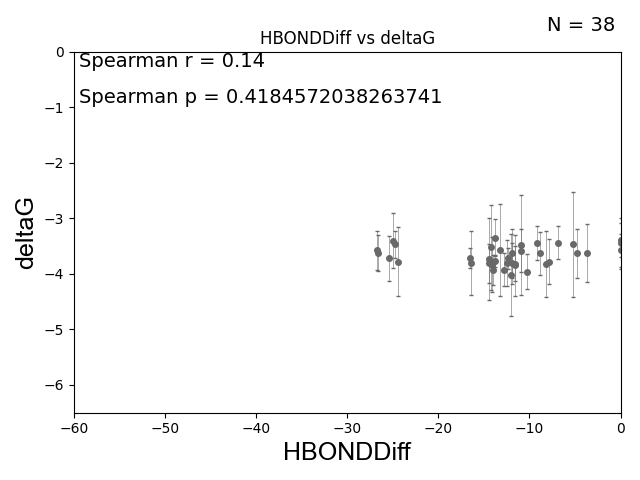 N = 38
HBONDDiff vs deltaG
Spearman r = 0.14
Spearman p = 0.4184572038263741
0
−1
−2
−3
−4
−5
−6
deltaG
−60 −50 −40 −30 −20 −10 0
HBONDDiff